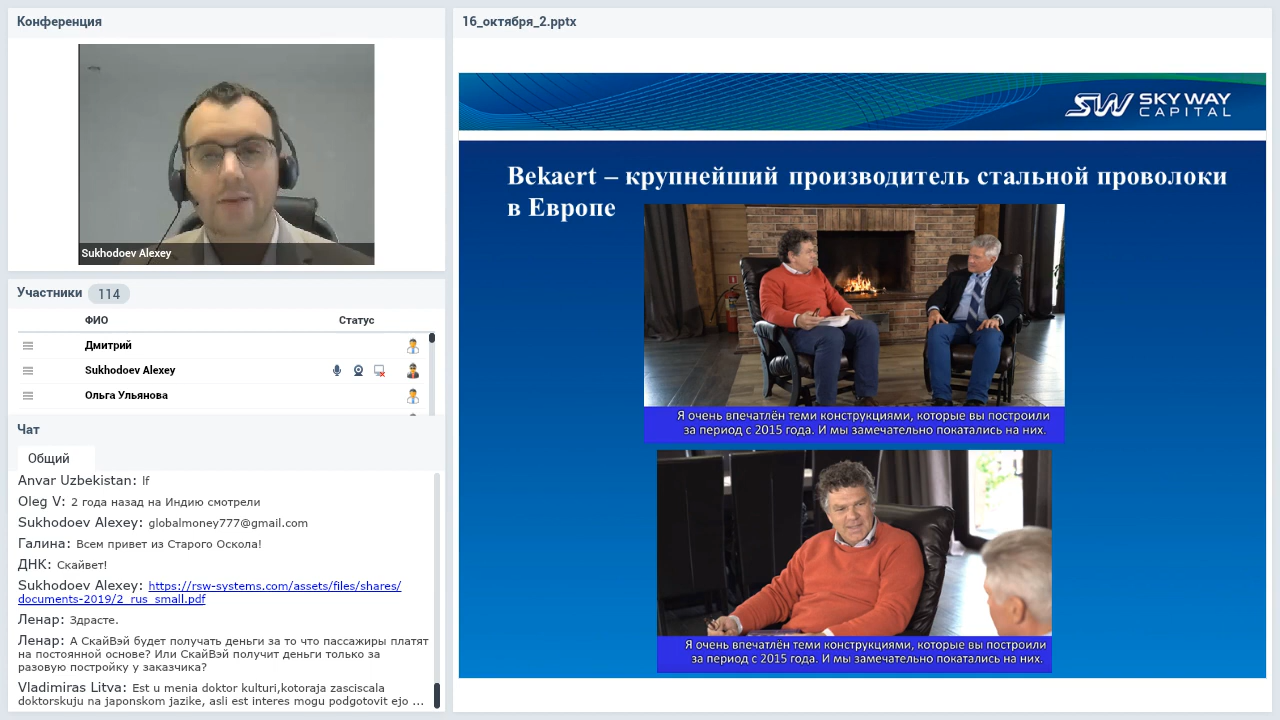 Конференция
Sukhodoev Alexey
Участники 114
ФИО Статус
Дмитрий
Sukhodoev Alexey
Ольга Ульянова
Чат
Общий
Anvar Uzbekistan: If
Oleg V: 2 года назад на Индию смотрели
Sukhodoev Alexey: globalmoney777@gmail.com
Галина: Всем привет из Старого Оскола!
ДНК: Скайвет!
Sukhodoev Alexey: https://rsw-systems.com/assets/files/shares/
documents-2019/2_rus_small.pdf
Ленар: Здрасте.
Ленар: А СкайВэй будет получать деньги за то что пассажиры платят
на постоянной основе? Или СкайВэй получит деньги только за
разовую постройку у заказчика?
Vladimiras Litva: Est u menia doktor kulturi,kotoraja zasciscala
doktorskuju na japonskom jazike, asli est interes mogu podgotovit ejo ...
16_октября_2.pptx
SW SKY WAY
CAPITAL
Bekaert – крупнейший производитель стальной проволоки
в Европе
Я очень впечатлён теми конструкциями, которые вы построили
за период с 2015 года. И мы замечательно покатались на них.
Я очень впечатлён теми конструкциями, которые вы построили
за период с 2015 года. И мы замечательно покатались на них.